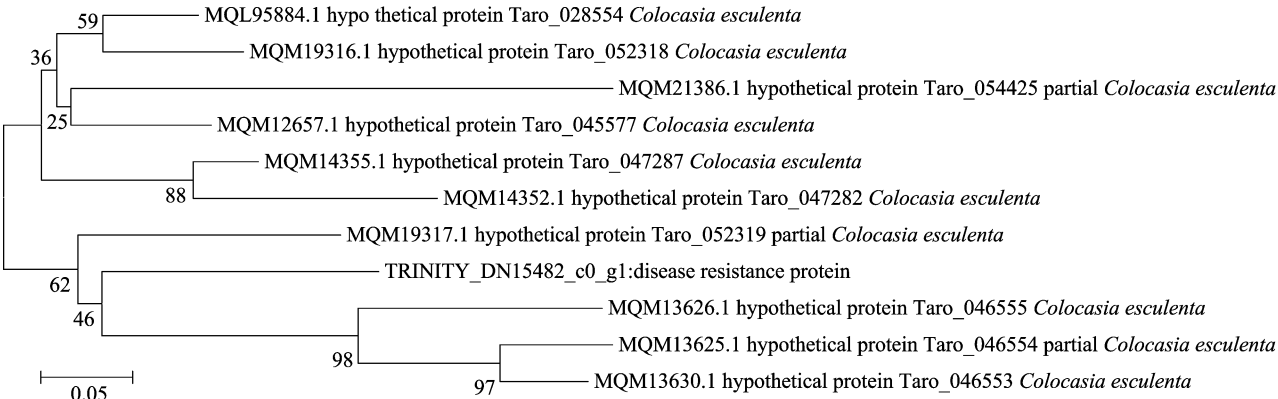 59
MQL95884.1 hypo thetical protein Taro_028554 Colocasia esculenta
MQM19316.1 hypothetical protein Taro_052318 Colocasia esculenta
36
MQM21386.1 hypothetical protein Taro_054425 partial Colocasia esculenta
25
MQM12657.1 hypothetical protein Taro_045577 Colocasia esculenta
MQM14355.1 hypothetical protein Taro_047287 Colocasia esculenta
88
MQM14352.1 hypothetical protein Taro_047282 Colocasia esculenta
MQM19317.1 hypothetical protein Taro_052319 partial Colocasia esculenta
62
TRINITY_DN15482_c0_g1:disease resistance protein
46
MQM13626.1 hypothetical protein Taro_046555 Colocasia esculenta
98
MQM13625.1 hypothetical protein Taro_046554 partial Colocasia esculenta
97
MQM13630.1 hypothetical protein Taro_046553 Colocasia esculenta
0.05